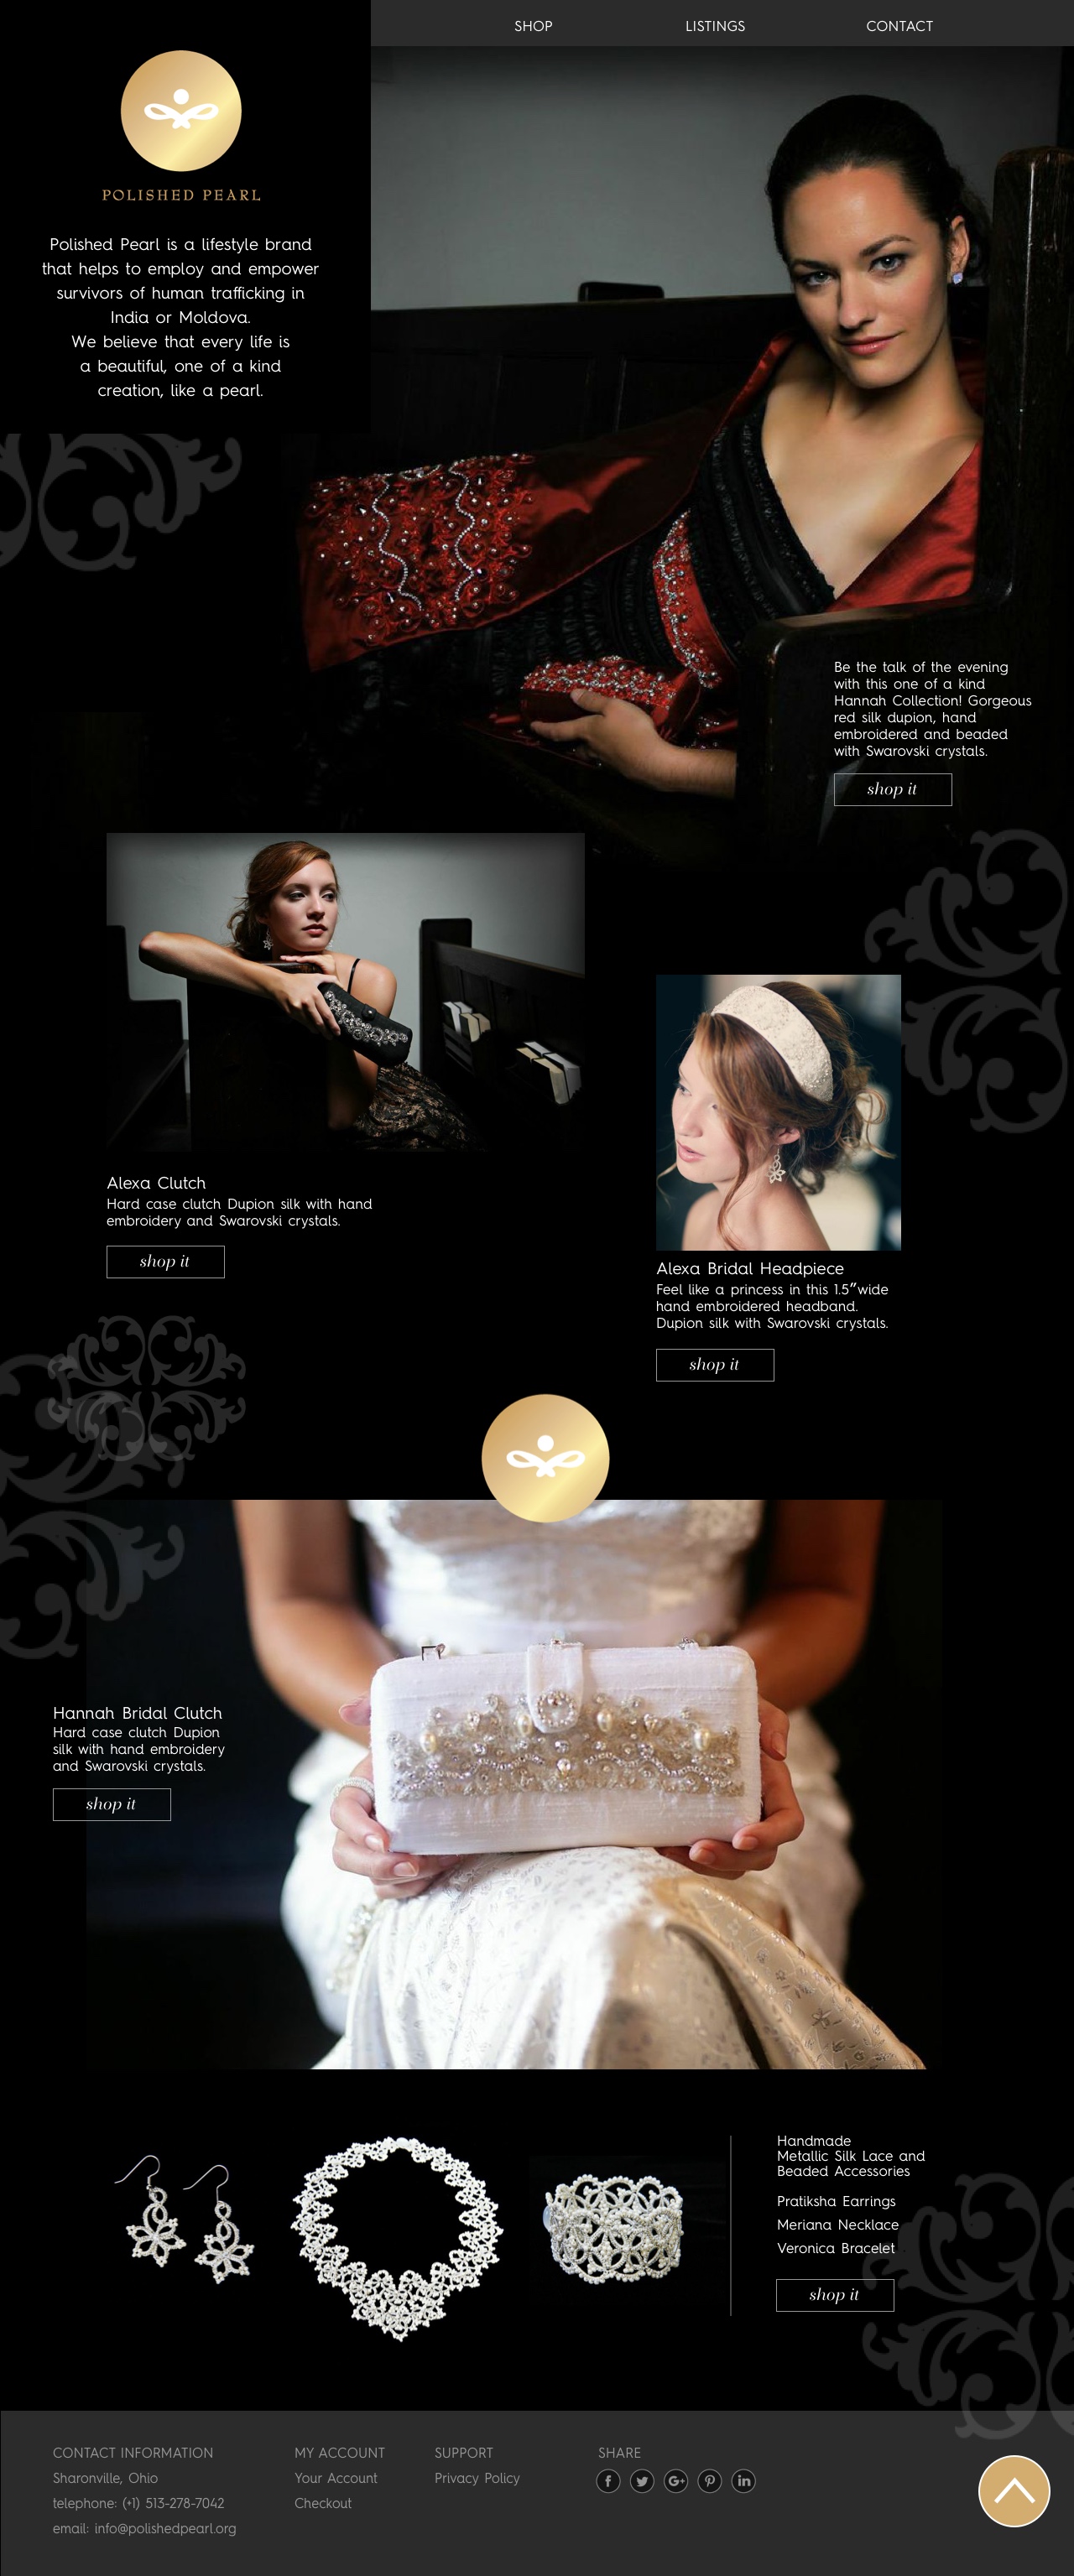 SHOP
LISTINGS
CONTACT
POLISHED PEARL
Polished Pearl is a lifestyle brand
that helps to employ and empower
survivors of human trafficking in
India or Moldova.
We believe that every life is
a beautiful, one of a kind
creation, like a pearl.
Be the talk of the evening
with this one of a kind
Hannah Collection! Gorgeous
red silk dupion, hand
embroidered and beaded
with Swarovski crystals.
shop it
Alexa Clutch
Hard case clutch Dupion silk with hand
embroidery and Swarovski crystals.
shop it
Alexa Bridal Headpiece
Feel like a princess in this 1.5"wide
hand embroidered headband.
Dupion silk with Swarovski crystals.
shop it
Hannah Bridal Clutch
Hard case clutch Dupion
silk with hand embroidery
and Swarovski crystals.
shop it
Handmade
Metallic Silk Lace and
Beaded Accessories
Pratiksha Earrings
Meriana Necklace
Veronica Bracelet
shop it
CONTACT INFORMATION
Sharonville, Ohio
telephone: (+1) 513-278-7042
email: info@polishedpearl.org
MY ACCOUNT
Your Account
Checkout
SUPPORT
Privacy Policy
SHARE
f
G+
in